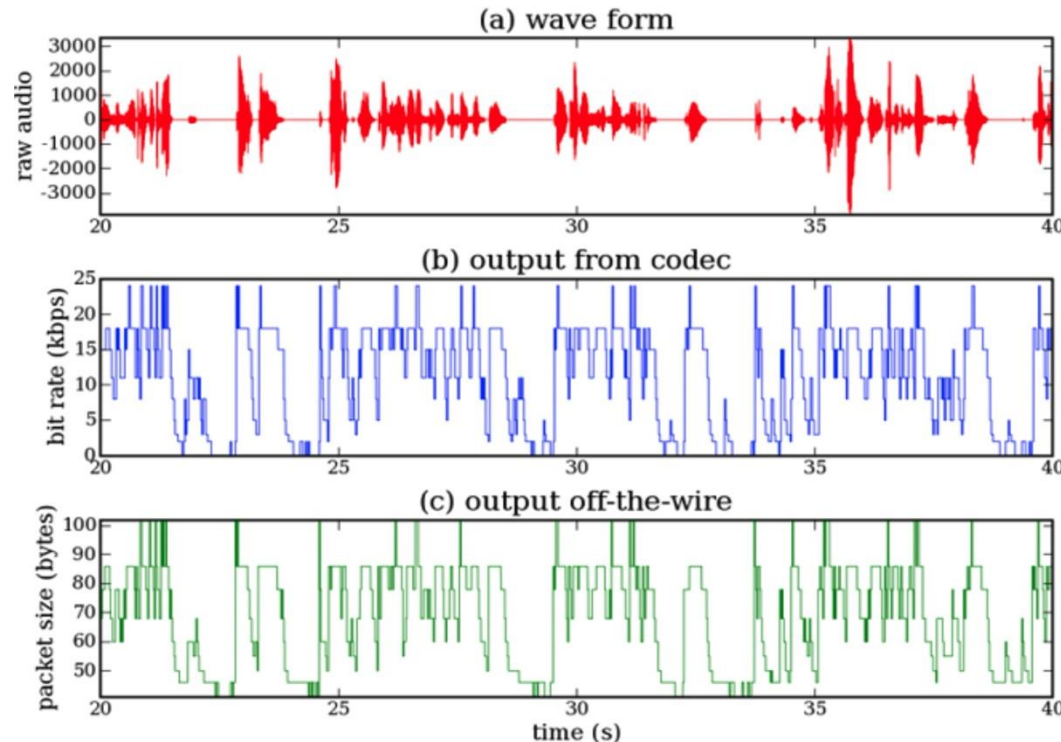 (a) wave form
raw audio
3000
2000
1000
0
-1000
-2000
-3000
20 25 30 35 40
(b) output from codec
bit rate (kbps)
25
20
15
10
5
0
20 25 30 35 40
(c) output off-the-wire
packet size (bytes)
100
90
80
70
60
50
20 25 30 35 40
time (s)